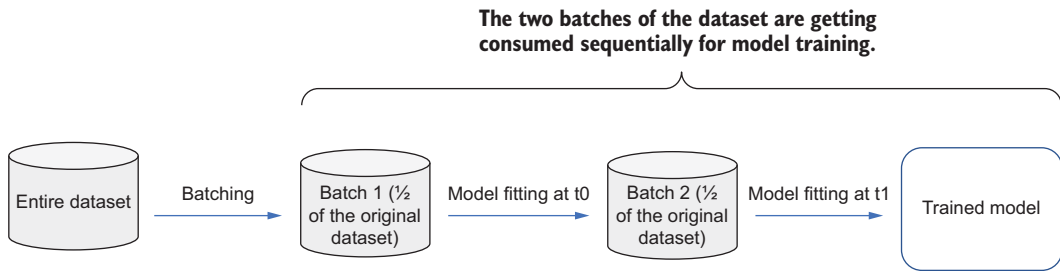 The two batches of the dataset are getting
consumed sequentially for model training.
Entire dataset
Batching
Batch 1 (½
of the original
dataset)
Model fitting at t0
Batch 2 (½
of the original
dataset)
Model fitting at t1
Trained model